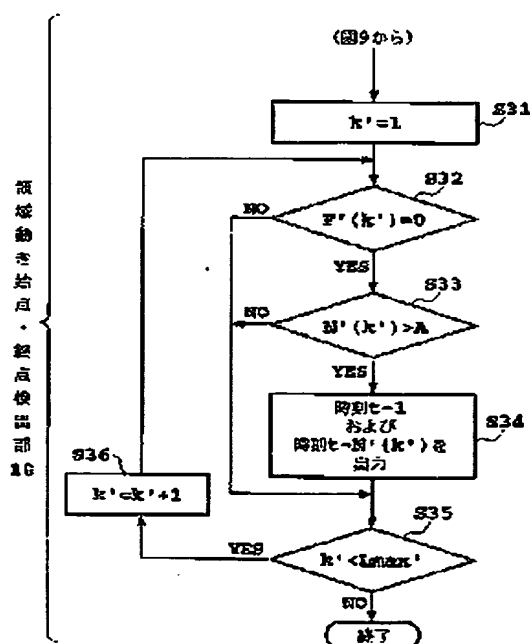 (図9から)
S31
k'=1
S32
F'(k')=0
NO
YES
S33
N'(k')>A
NO
YES
時刻t-1
および
時刻t-N'(k')を
出力
S34
S36
k'=k'+1
S35
k'<Lmax'
YES
NO
終了
領域動き始点・終点検出部
16